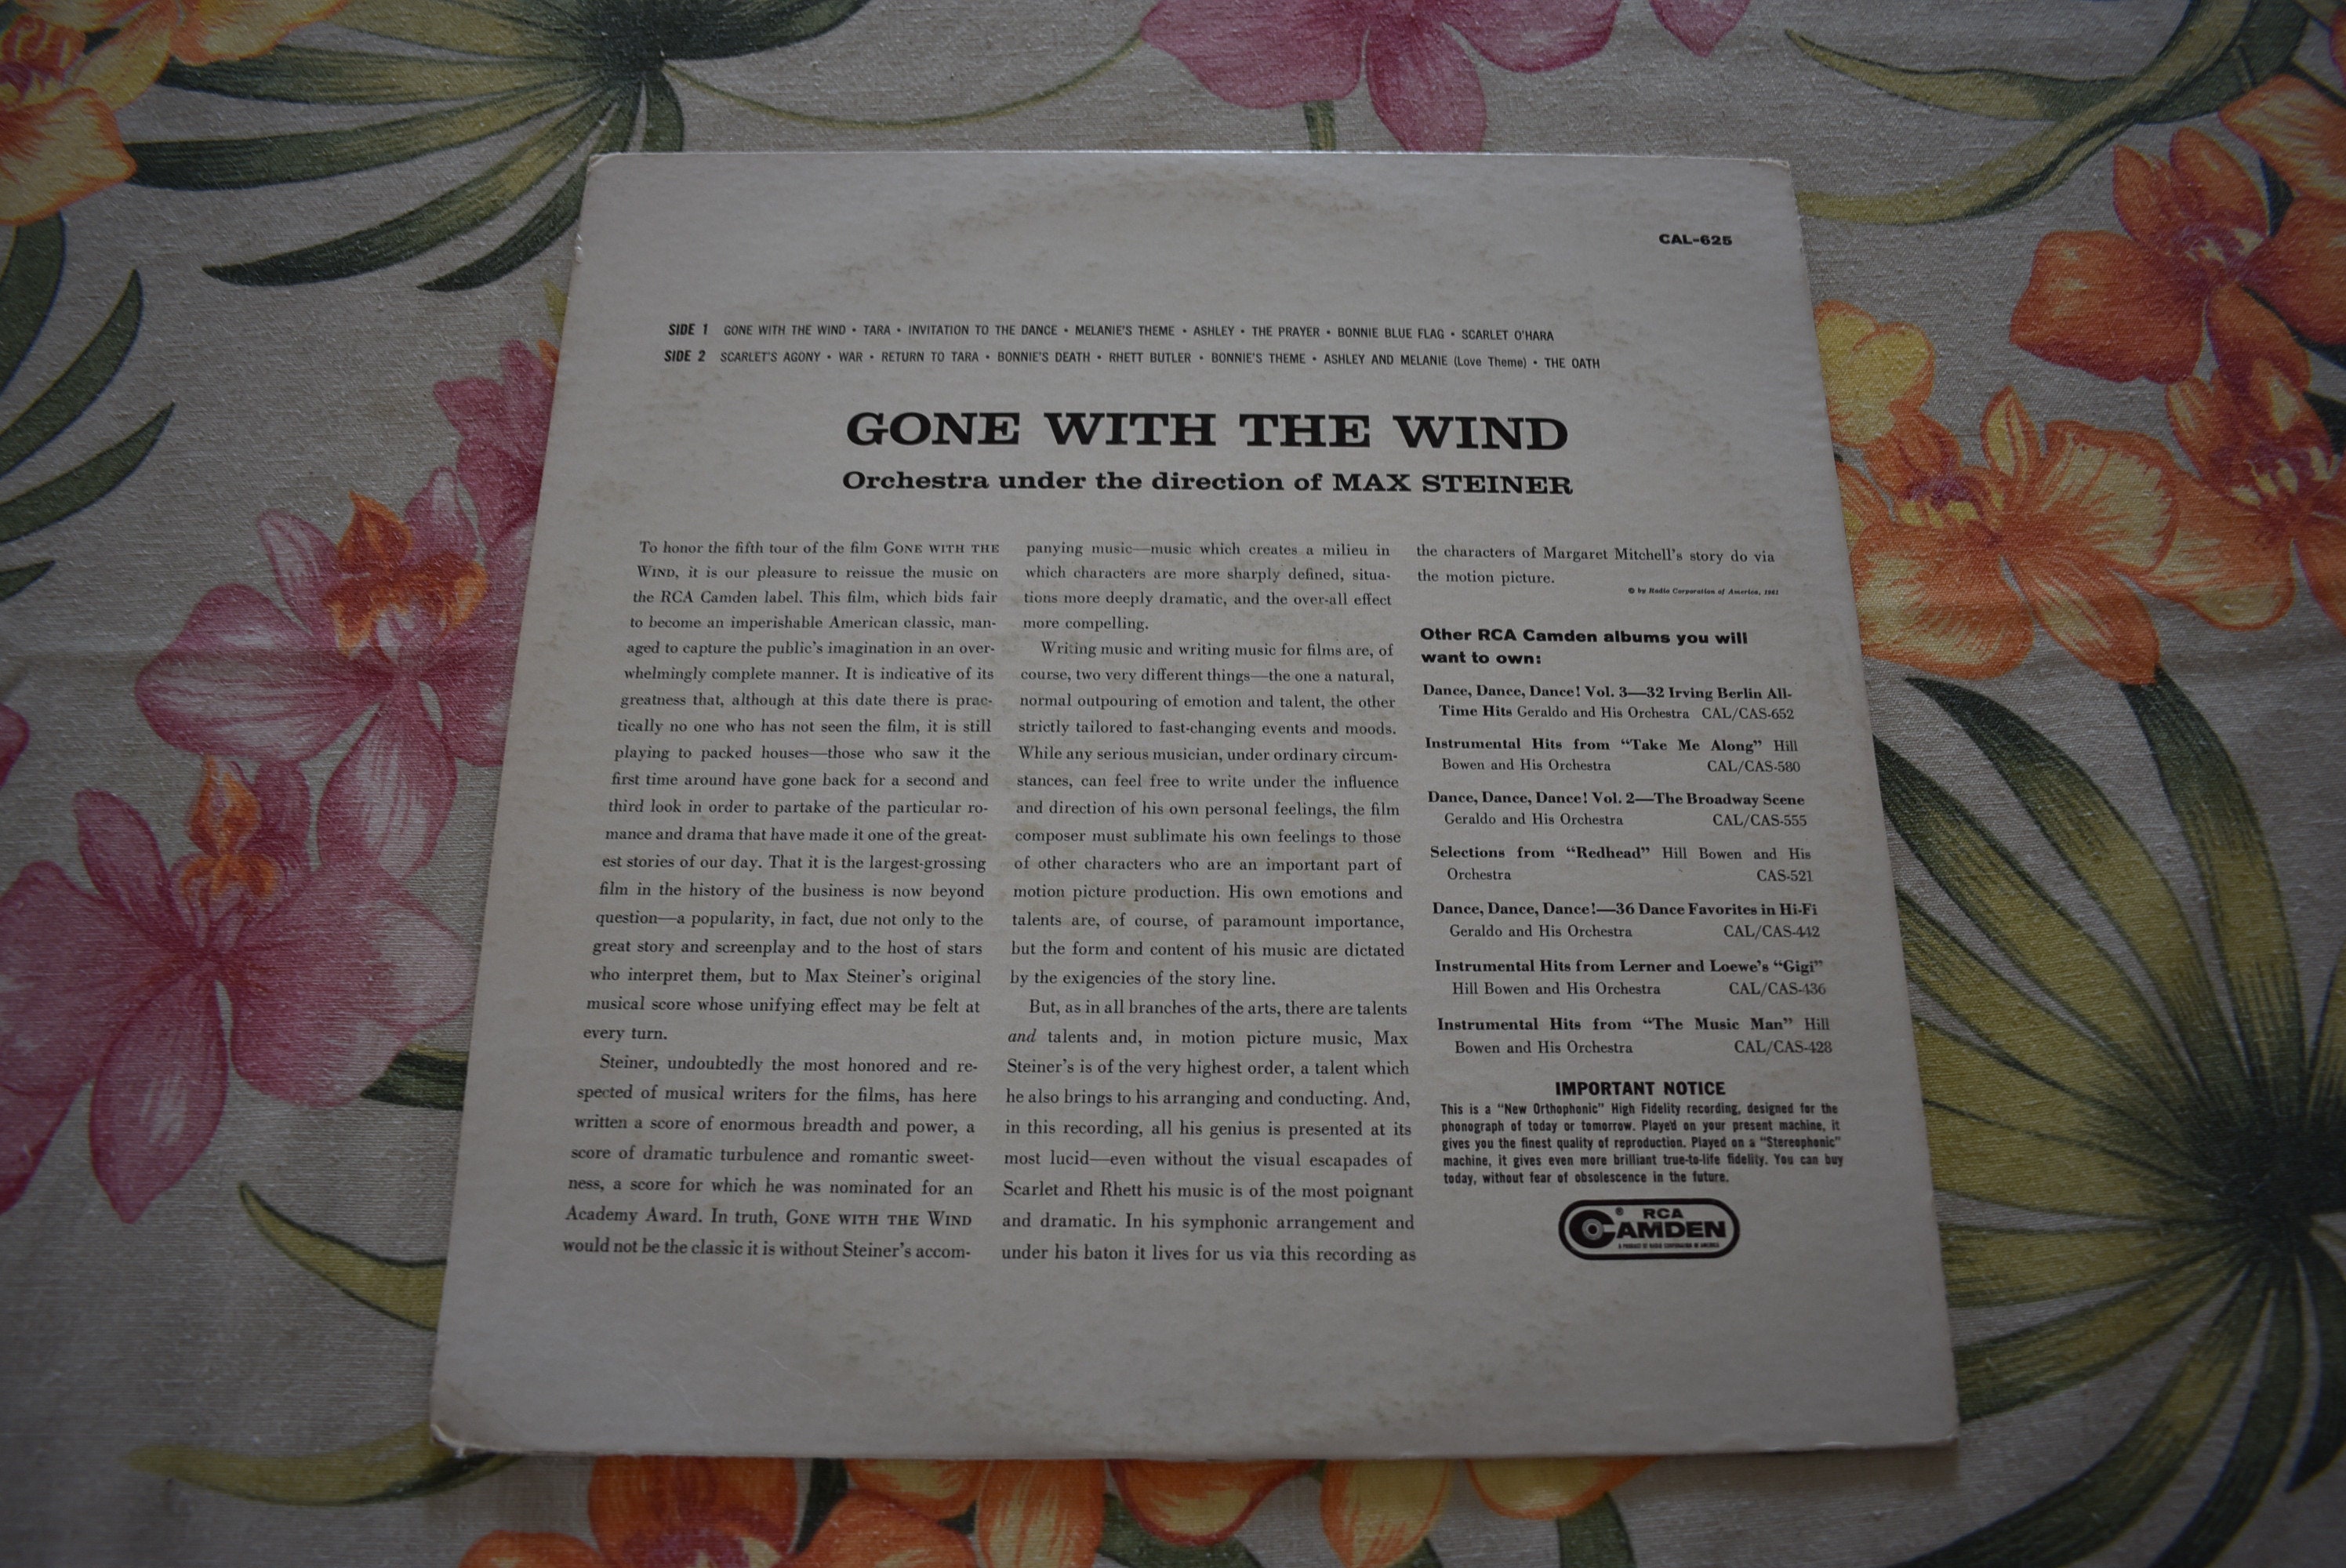 CAL-625
SIDE 1 GONE WITH THE WIND • TARA • INVITATION TO THE DANCE • MELANIE'S THEME • ASHLEY • THE PRAYER • BONNIE BLUE FLAG • SCARLET O'HARA
SIDE 2 SCARLET'S AGONY • WAR • RETURN TO TARA • BONNIE'S DEATH • RHETT BUTLER • BONNIE'S THEME • ASHLEY AND MELANIE (Love Theme) • THE OATH
GONE WITH THE WIND
Orchestra under the direction of MAX STEINER
To honor the fifth tour of the film GONE WITH THE
WIND, it is our pleasure to reissue the music on
the RCA Camden label. This film, which bids fair
to become an imperishable American classic, man-
aged to capture the public's imagination in an over-
whelmingly complete manner. It is indicative of its
greatness that, although at this date there is prac-
tically no one who has not seen the film, it is still
playing to packed houses—those who saw it the
first time around have gone back for a second and
third look in order to partake of the particular ro-
mance and drama that have made it one of the great-
est stories of our day. That it is the largest-grossing
film in the history of the business is now beyond
question—a popularity, in fact, due not only to the
great story and screenplay and to the host of stars
who interpret them, but to Max Steiner's original
musical score whose unifying effect may be felt at
every turn.
Steiner, undoubtedly the most honored and re-
spected of musical writers for the films, has here
written a score of enormous breadth and power, a
score of dramatic turbulence and romantic sweet-
ness, a score for which he was nominated for an
Academy Award. In truth, GONE WITH THE WIND
would not be the classic it is without Steiner's accom-
panying music—music which creates a milieu in
which characters are more sharply defined, situa-
tions more deeply dramatic, and the over-all effect
more compelling.
Writing music and writing music for films are, of
course, two very different things—the one a natural,
normal outpouring of emotion and talent, the other
strictly tailored to fast-changing events and moods.
While any serious musician, under ordinary circum-
stances, can feel free to write under the influence
and direction of his own personal feelings, the film
composer must sublimate his own feelings to those
of other characters who are an important part of
motion picture production. His own emotions and
talents are, of course, of paramount importance,
but the form and content of his music are dictated
by the exigencies of the story line.
But, as in all branches of the arts, there are talents
and talents and, in motion picture music, Max
Steiner's is of the very highest order, a talent which
he also brings to his arranging and conducting. And,
in this recording, all his genius is presented at its
most lucid—even without the visual escapades of
Scarlet and Rhett his music is of the most poignant
and dramatic. In his symphonic arrangement and
under his baton it lives for us via this recording as
the characters of Margaret Mitchell's story do via
the motion picture.
© by Radio Corporation of America, 1961
Other RCA Camden albums you will
want to own:
Dance, Dance, Dance! Vol. 3—32 Irving Berlin All-
Time Hits Geraldo and His Orchestra CAL/CAS-652
Instrumental Hits from “Take Me Along” Hill
Bowen and His Orchestra CAL/CAS-580
Dance, Dance, Dance! Vol. 2—The Broadway Scene
Geraldo and His Orchestra CAL/CAS-555
Selections from “Redhead” Hill Bowen and His
Orchestra CAS-521
Dance, Dance, Dance!—36 Dance Favorites in Hi-Fi
Geraldo and His Orchestra CAL/CAS-442
Instrumental Hits from Lerner and Loewe's “Gigi”
Hill Bowen and His Orchestra CAL/CAS-436
Instrumental Hits from “The Music Man” Hill
Bowen and His Orchestra CAL/CAS-428
IMPORTANT NOTICE
This is a "New Orthophonic" High Fidelity recording, designed for the
phonograph of today or tomorrow. Played on your present machine, it
gives you the finest quality of reproduction. Played on a "Stereophonic"
machine, it gives even more brilliant true-to-life fidelity. You can buy
today, without fear of obsolescence in the future.
® RCA
CAMDEN
A PRODUCT OF RADIO CORPORATION OF AMERICA